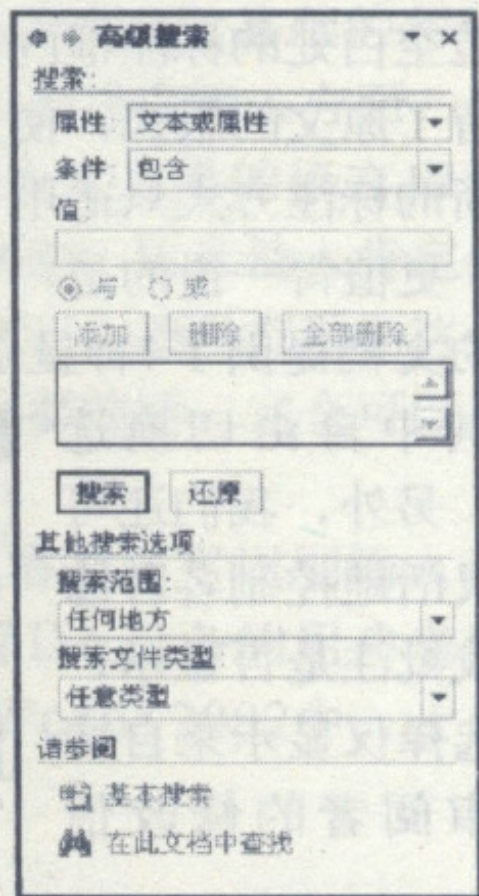 高级搜索
搜索:
属性 文本或属性
条件 包含
值
与 或
添加 删除 全部删除
搜索 还原
其他搜索选项
搜索范围:
任何地方
搜索文件类型
任意类型
请参阅
基本搜索
在此文档中查找